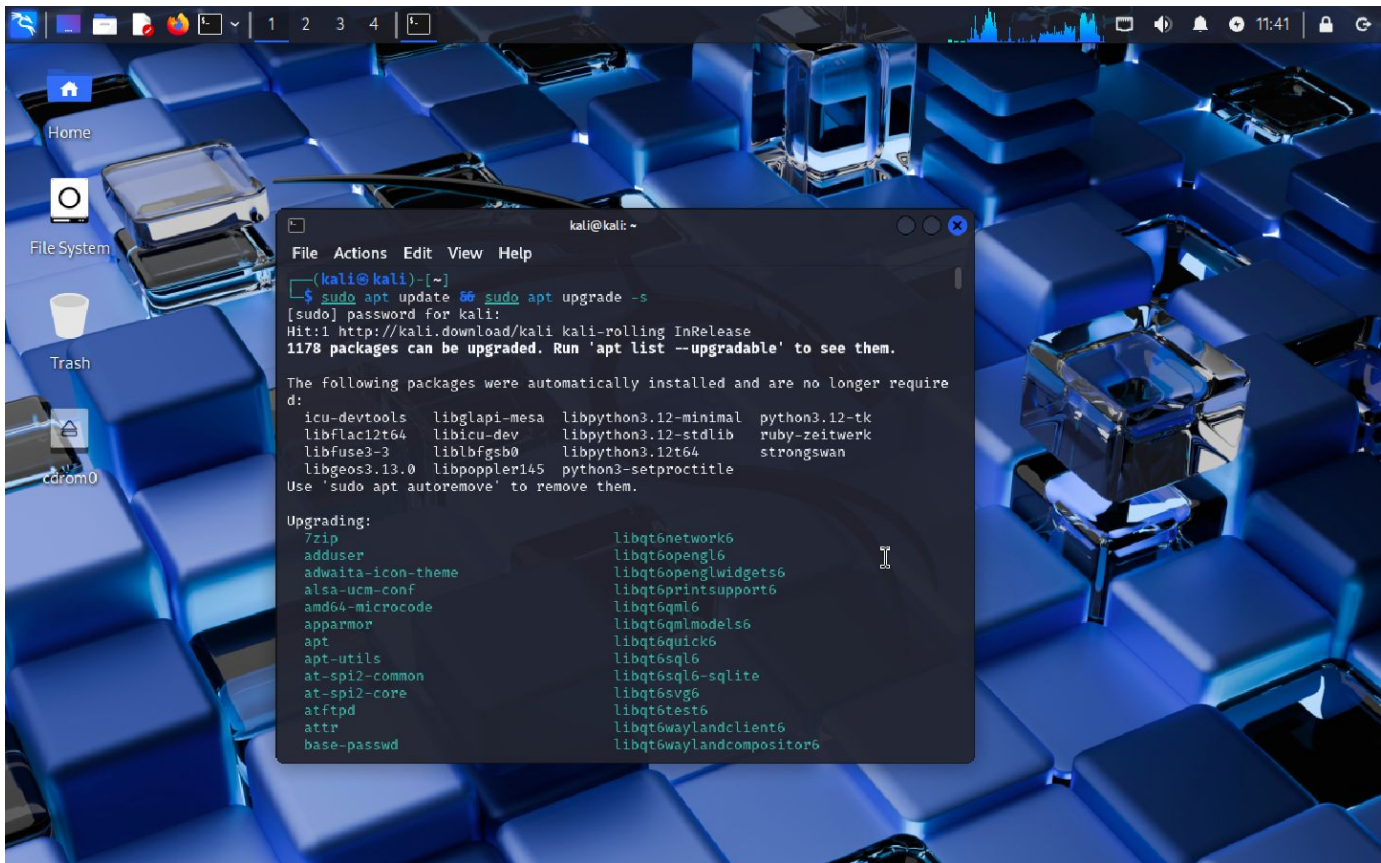 1 2 3 4
11:41
Home
File System
Trash
cdrom0
kali@kali: ~
File Actions Edit View Help
┌──(kali㉿kali)-[~]
└─$ sudo apt update && sudo apt upgrade -s
[sudo] password for kali:
Hit:1 http://kali.download/kali kali-rolling InRelease
1178 packages can be upgraded. Run 'apt list --upgradable' to see them.
The following packages were automatically installed and are no longer require
d:
icu-devtools libglapi-mesa libpython3.12-minimal python3.12-tk
libflac12t64 libicu-dev libpython3.12-stdlib ruby-zeitwerk
libfuse3-3 liblbfgsb0 libpython3.12t64 strongswan
libgeos3.13.0 libpoppler145 python3-setproctitle
Use 'sudo apt autoremove' to remove them.
Upgrading:
7zip libqt6network6
adduser libqt6opengl6
adwaita-icon-theme libqt6openglwidgets6
alsa-ucm-conf libqt6printsupport6
amd64-microcode libqt6qml6
apparmor libqt6qmlmodels6
apt libqt6quick6
apt-utils libqt6sql6
at-spi2-common libqt6sql6-sqlite
at-spi2-core libqt6svg6
atftpd libqt6test6
attr libqt6waylandclient6
base-passwd libqt6waylandcompositor6